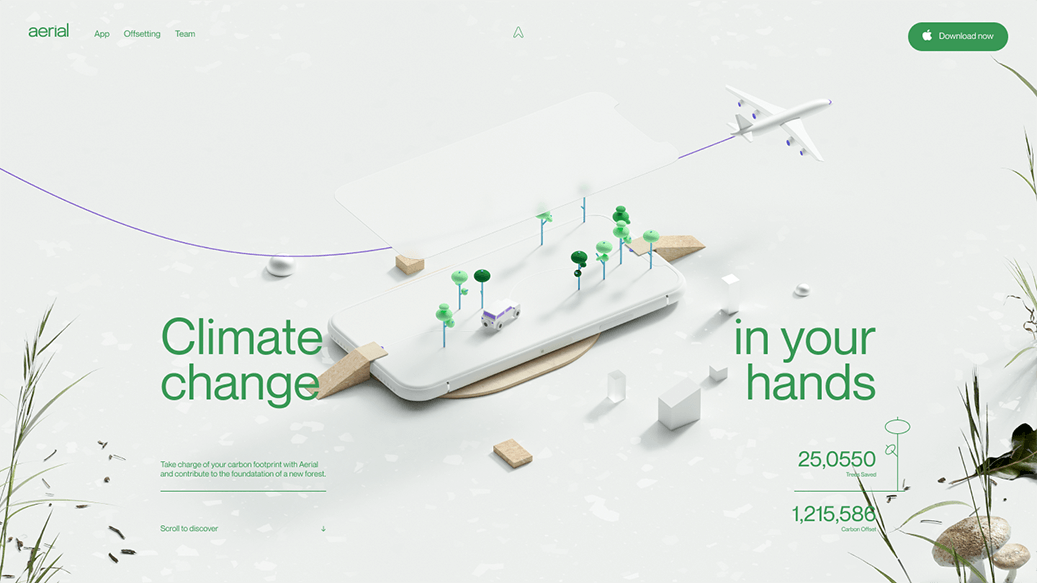 aerial
App
Offsetting
Team
Download now
Climate
change
in your
hands
Take charge of your carbon footprint with Aerial
and contribute to the foundatation of a new forest.
Scroll to discover
25,0550
Trees Saved
1,215,586
Carbon Offset